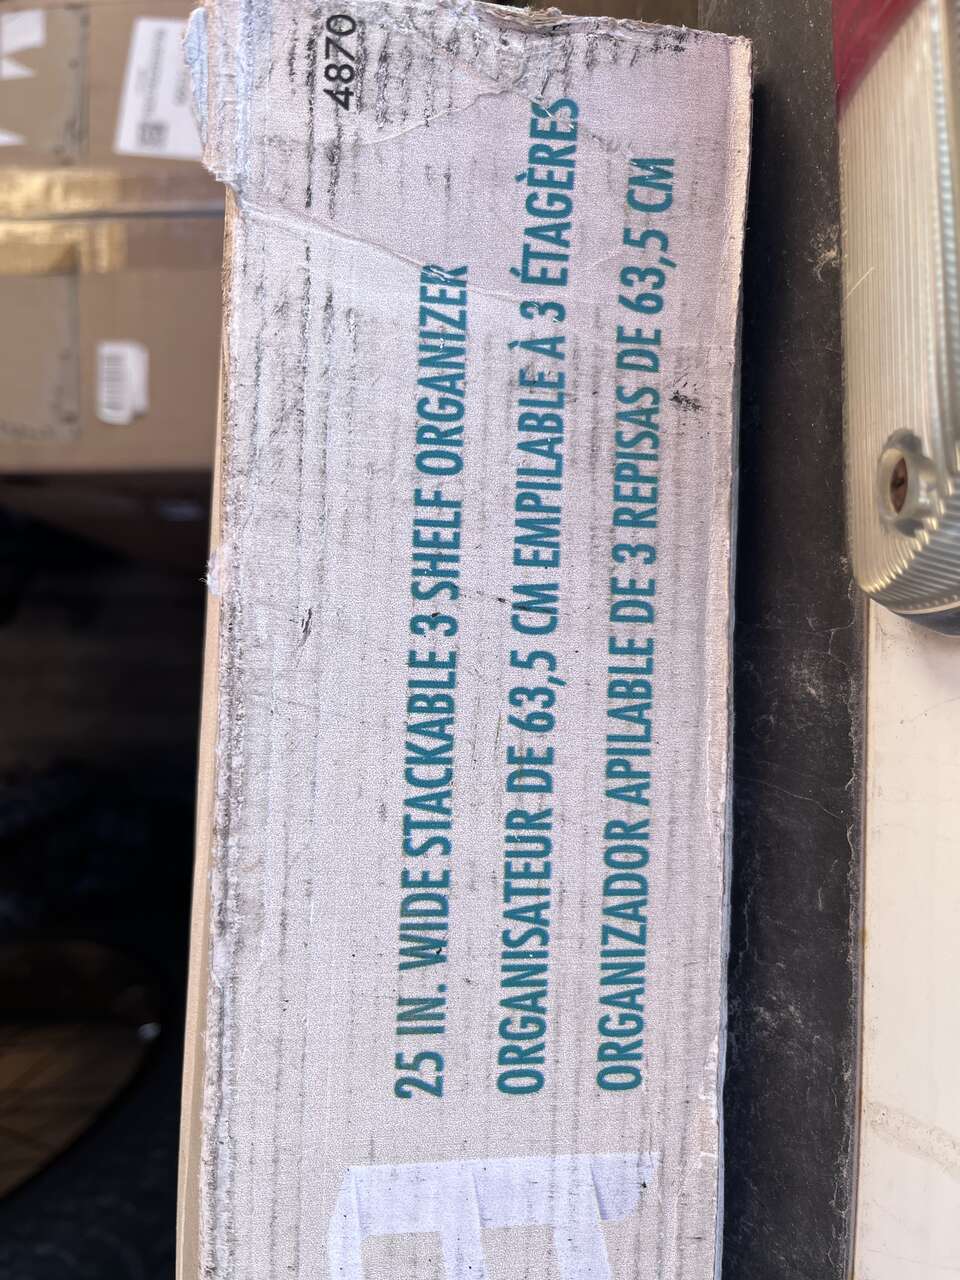 4870
25 IN. WIDE STACKABLE 3 SHELF ORGANIZER
ORGANISATEUR DE 63,5 CM EMPILABLE À 3 ÉTAGÈRES
ORGANIZADOR APILABLE DE 3 REPISAS DE 63,5 CM